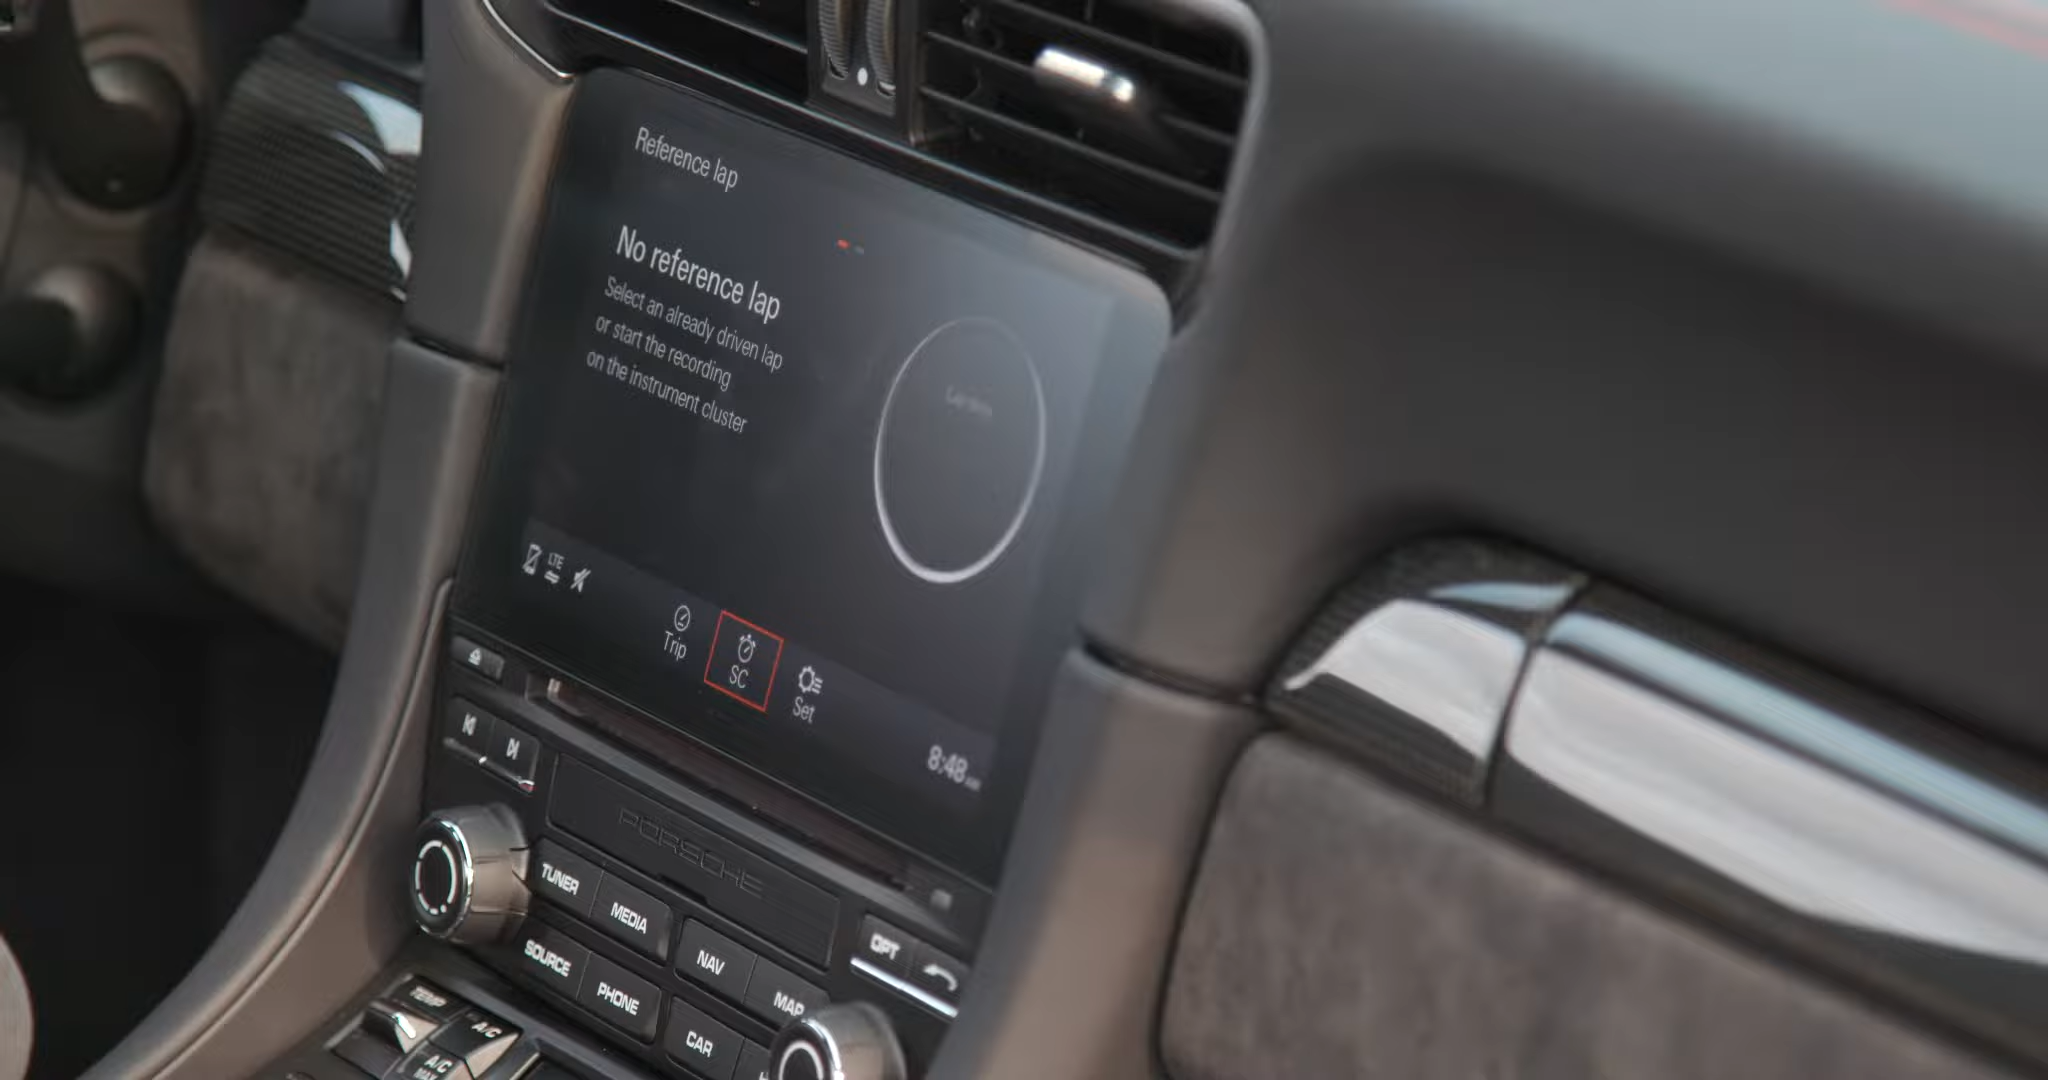 Reference lap
No reference lap
Select an already driven lap
or start the recording
on the instrument cluster
LTE
Trip
SC
Set
8:48
PORSCHE
TUNER
MEDIA
SOURCE
PHONE
NAV
MAP
CAR
OPT
TEMP
A/C
A/C
MAX